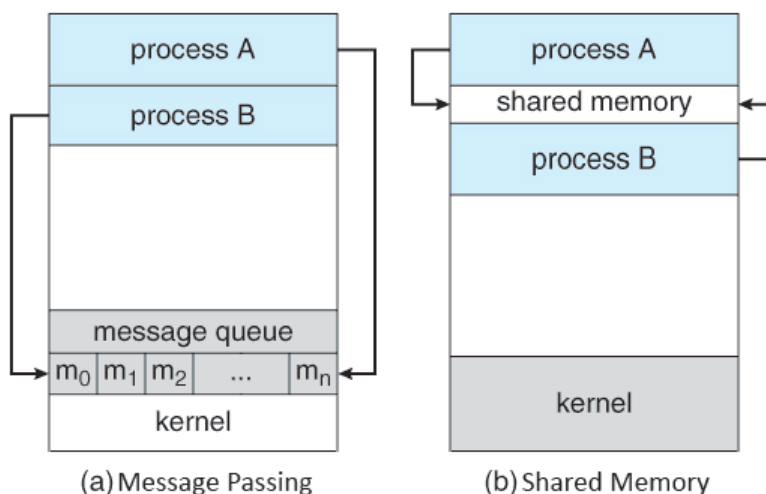 process A
process B
message queue
m0 m1 m2 ... mn
kernel
(a) Message Passing
process A
shared memory
process B
kernel
(b) Shared Memory